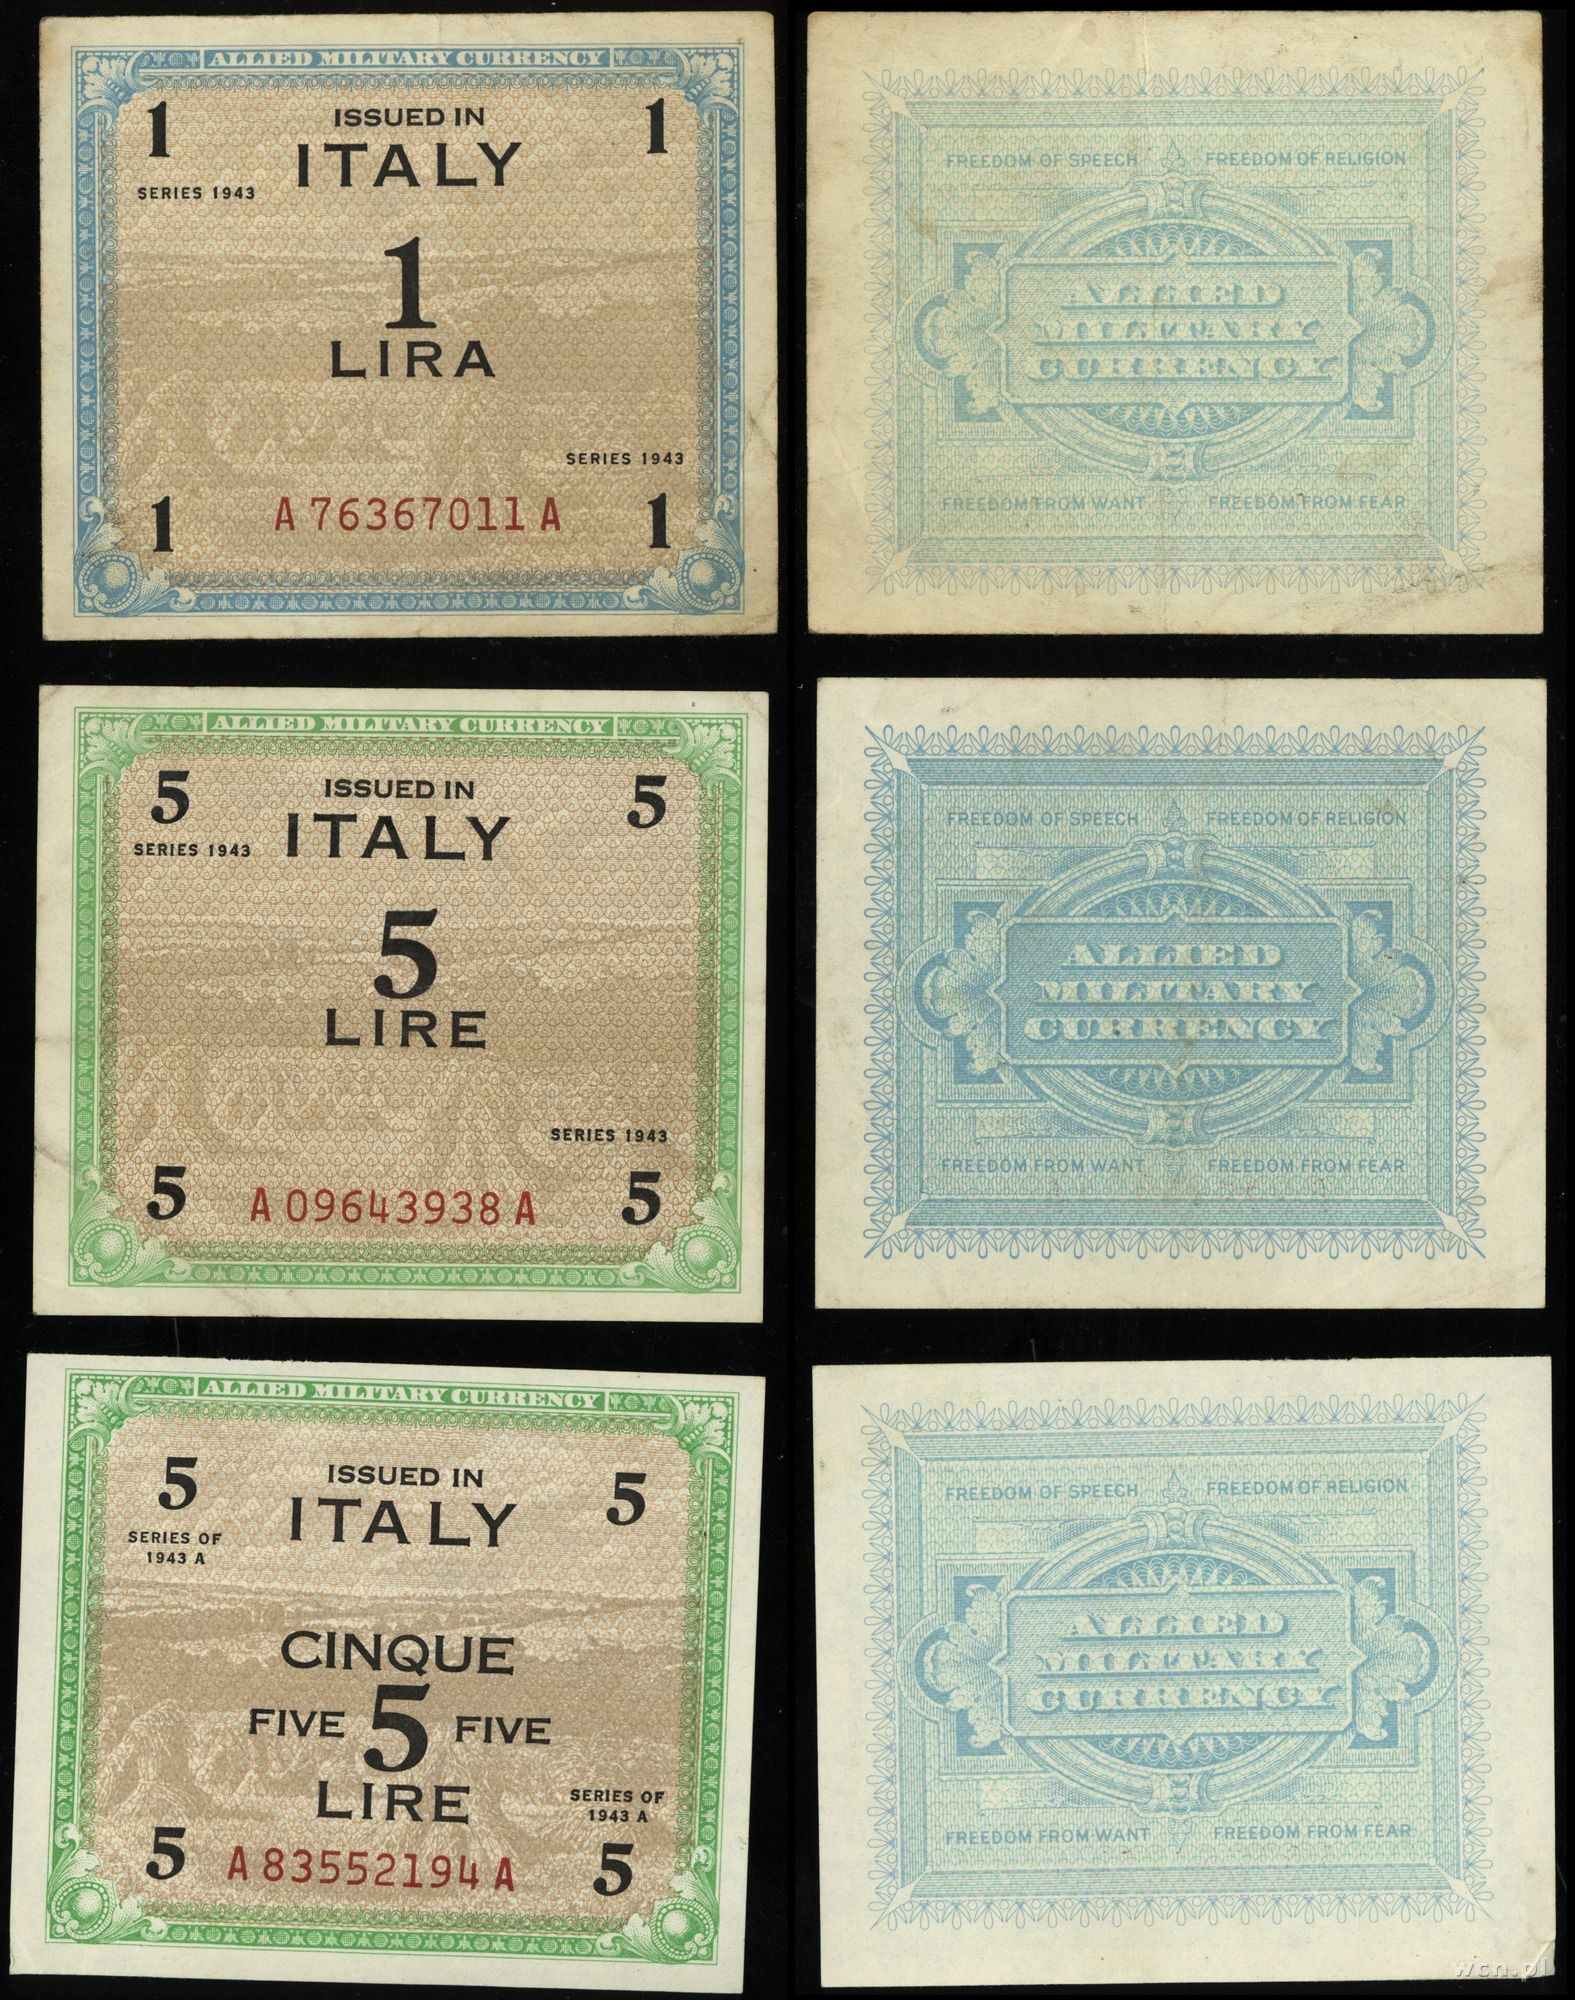 ALLIED MILITARY CURRENCY
1 1
ISSUED IN
ITALY
SERIES 1943
1
LIRA
SERIES 1943
1 A76367011A 1
FREEDOM OF SPEECH FREEDOM OF RELIGION
ALLIED
MILITARY
CURRENCY
FREEDOM FROM WANT FREEDOM FROM FEAR
ALLIED MILITARY CURRENCY
5 5
ISSUED IN
ITALY
SERIES 1943
5
LIRE
SERIES 1943
5 A09643938A 5
FREEDOM OF SPEECH FREEDOM OF RELIGION
ALLIED
MILITARY
CURRENCY
FREEDOM FROM WANT FREEDOM FROM FEAR
ALLIED MILITARY CURRENCY
5 5
ISSUED IN
ITALY
SERIES OF
1943 A
CINQUE
FIVE 5 FIVE
LIRE
SERIES OF
1943 A
5 A83552194A 5
FREEDOM OF SPEECH FREEDOM OF RELIGION
ALLIED
MILITARY
CURRENCY
FREEDOM FROM WANT FREEDOM FROM FEAR
wcn.pl